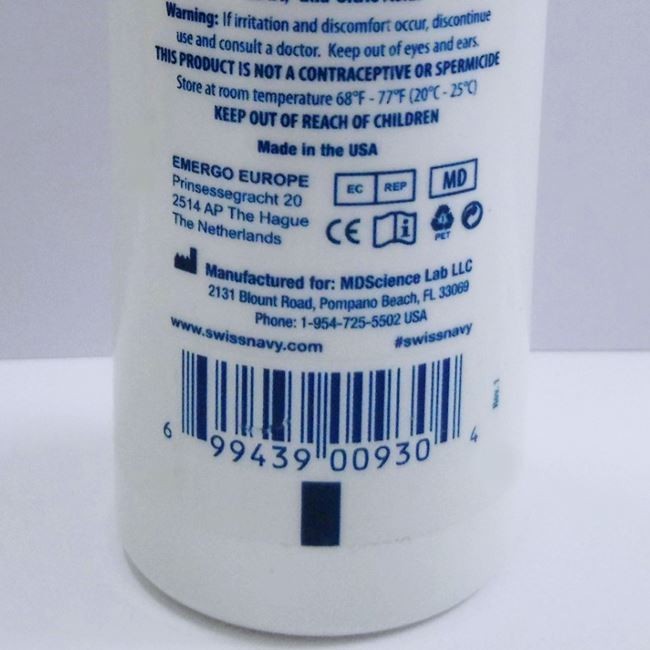 Warning: If irritation and discomfort occur, discontinue
use and consult a doctor. Keep out of eyes and ears.
THIS PRODUCT IS NOT A CONTRACEPTIVE OR SPERMICIDE
Store at room temperature 68°F - 77°F (20°C - 25°C)
KEEP OUT OF REACH OF CHILDREN
Made in the USA
EMERGO EUROPE
Prinsessegracht 20
2514 AP The Hague
The Netherlands
EC REP
MD
CE
PET
Manufactured for: MDScience Lab LLC
2131 Blount Road, Pompano Beach, FL 33069
Phone: 1-954-725-5502 USA
www.swissnavy.com
#swissnavy
Rev. 1
6 99439 00930 4